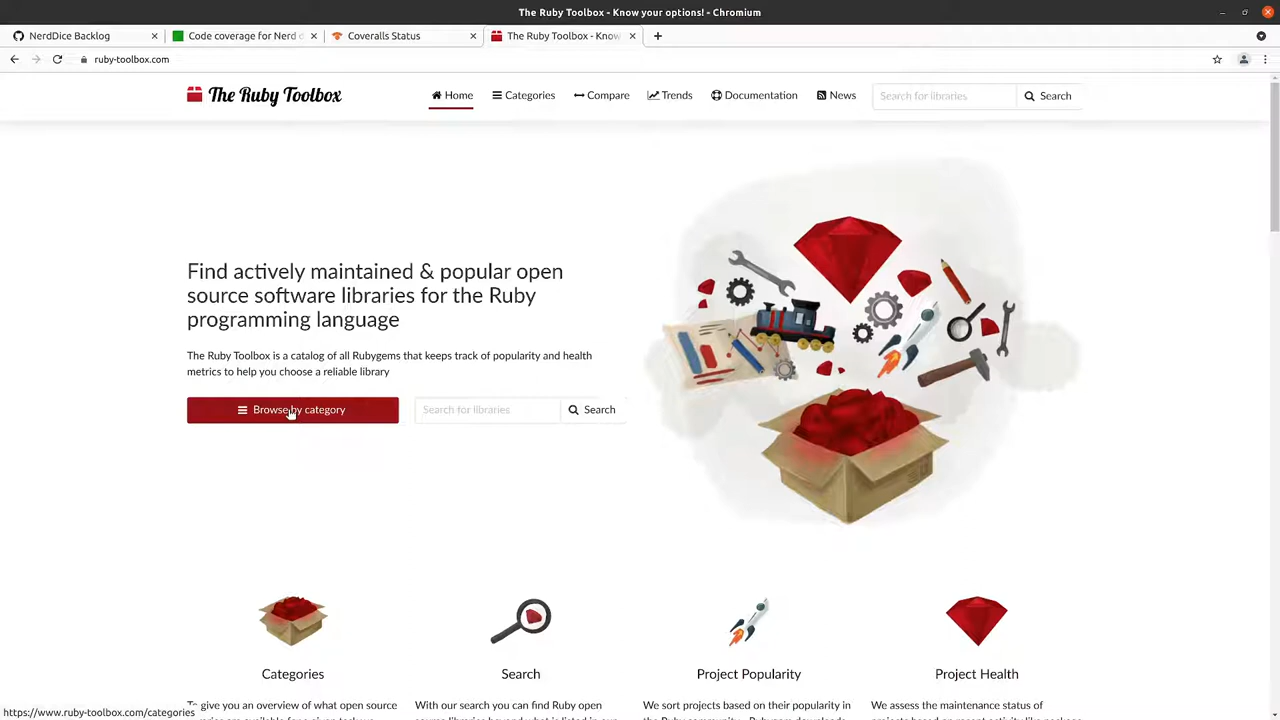 The Ruby Toolbox - Know your options! - Chromium
NerdDice Backlog
Code coverage for Nerd d
Coveralls Status
The Ruby Toolbox - Know
ruby-toolbox.com
The Ruby Toolbox
Home
Categories
Compare
Trends
Documentation
News
Search for libraries
Search
Find actively maintained & popular open
source software libraries for the Ruby
programming language
The Ruby Toolbox is a catalog of all Rubygems that keeps track of popularity and health
metrics to help you choose a reliable library
Browse by category
Search for libraries
Search
Categories
Search
Project Popularity
Project Health
To give you an overview of what open source
With our search you can find Ruby open
We sort projects based on their popularity in
We assess the maintenance status of
https://www.ruby-toolbox.com/categories